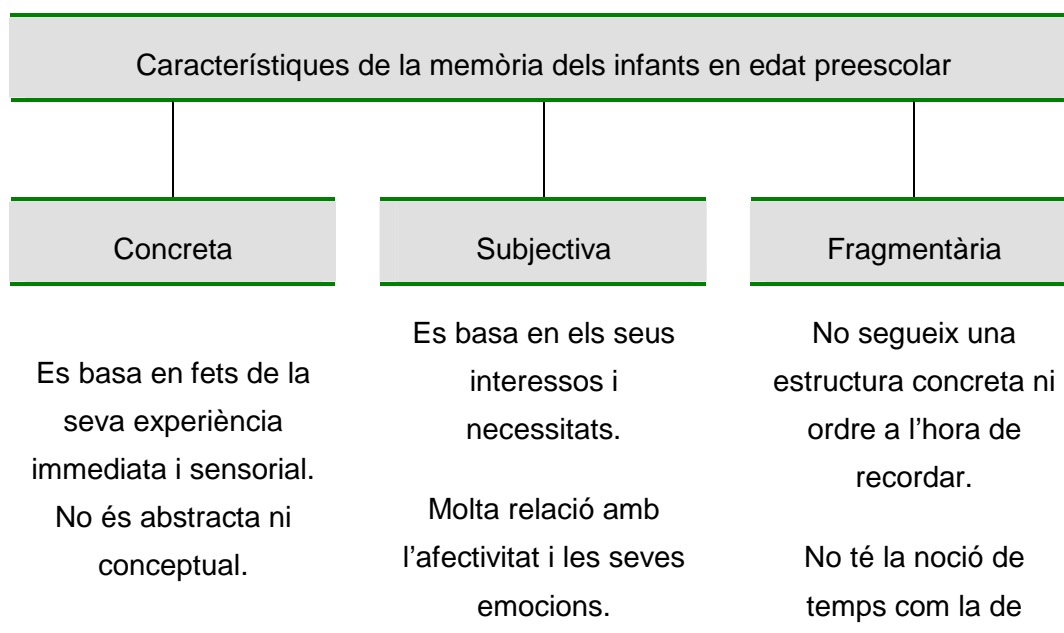 Característiques de la memòria dels infants en edat preescolar
Concreta
Es basa en fets de la
seva experiència
immediata i sensorial.
No és abstracta ni
conceptual.
Subjectiva
Es basa en els seus
interessos i
necessitats.
Molta relació amb
l'afectivitat i les seves
emocions.
Fragmentària
No segueix una
estructura concreta ni
ordre a l'hora de
recordar.
No té la noció de
temps com la de